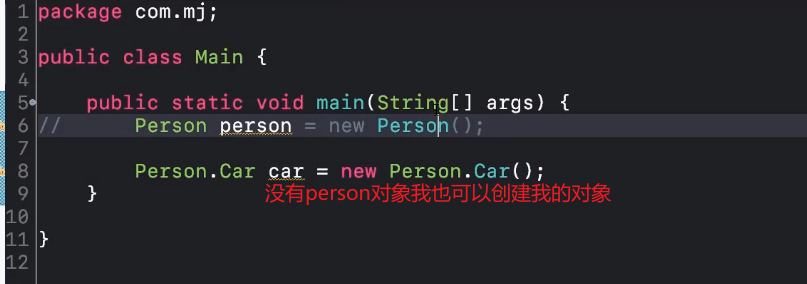 1 package com.mj;
2
3 public class Main {
4
5     public static void main(String[] args) {
6 //      Person person = new Person();
7
8         Person.Car car = new Person.Car();
9     } 没有person对象我也可以创建我的对象
10
11 }
12